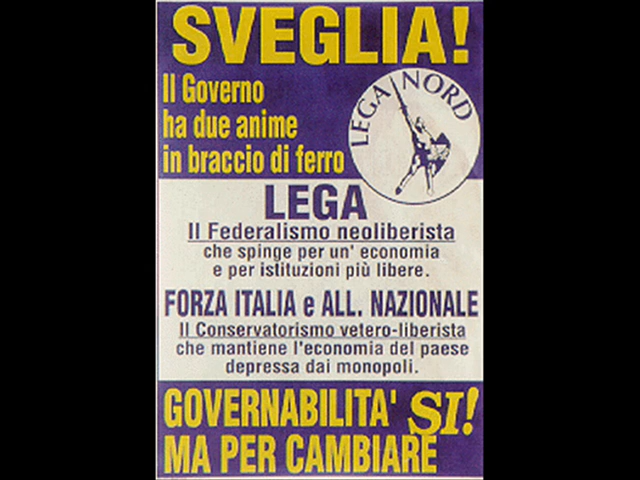 SVEGLIA!
Il Governo
ha due anime
in braccio di ferro
LEGA NORD
LEGA
Il Federalismo neoliberista
che spinge per un' economia
e per istituzioni più libere.
FORZA ITALIA e ALL. NAZIONALE
Il Conservatorismo vetero-liberista
che mantiene l'economia del paese
depressa dai monopoli.
GOVERNABILITA' SI!
MA PER CAMBIARE